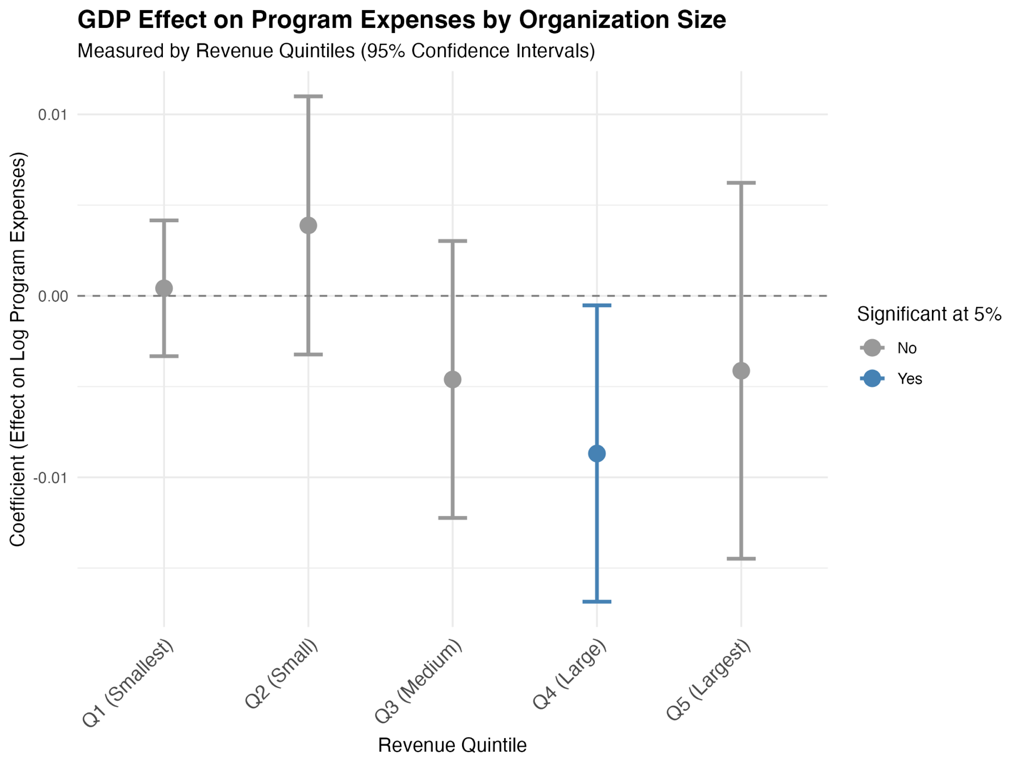 GDP Effect on Program Expenses by Organization Size
Measured by Revenue Quintiles (95% Confidence Intervals)
Coefficient (Effect on Log Program Expenses)
0.01
0.00
-0.01
Q1 (Smallest)
Q2 (Small)
Q3 (Medium)
Q4 (Large)
Q5 (Largest)
Revenue Quintile
Significant at 5%
No
Yes